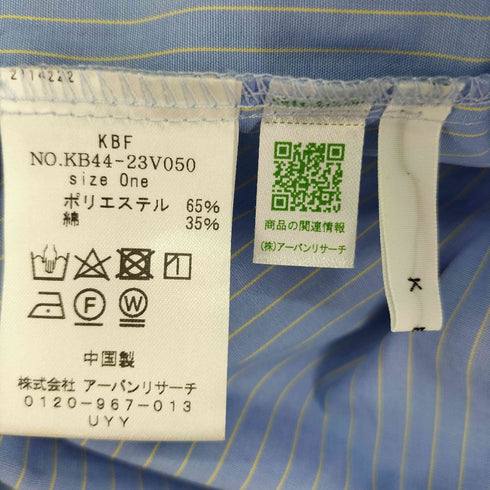 2114222
KBF
NO.KB44-23V050
size One
ポリエステル 65%
綿 35%
F W
中国製
株式会社 アーバンリサーチ
0120-967-013
UYY
商品の関連情報
(株)アーバンリサーチ
K